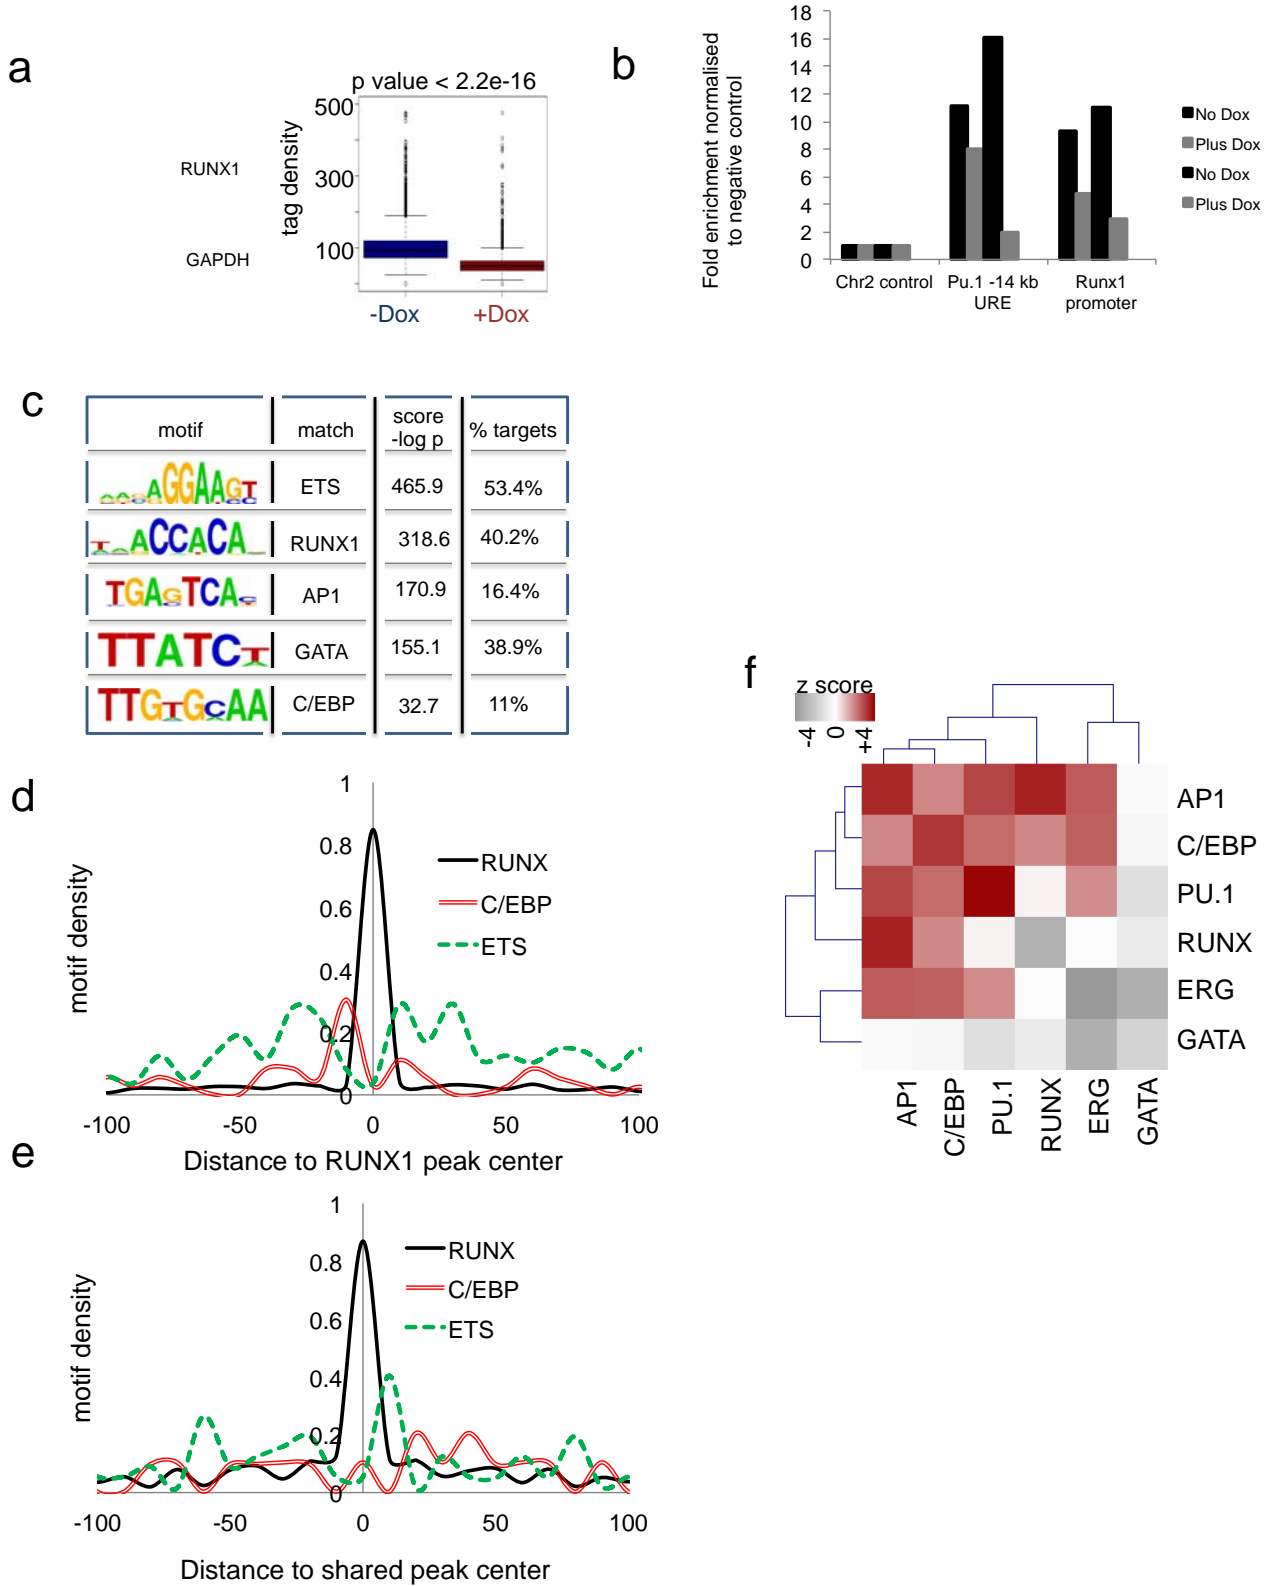 a
p value < 2.2e-16
tag density
500
300
100
RUNX1
GAPDH
-Dox
+Dox
b
Fold enrichment normalised
to negative control
18
16
14
12
10
8
6
4
2
0
Chr2 control
Pu.1 -14 kb
URE
Runx1
promoter
No Dox
Plus Dox
No Dox
Plus Dox
c
motif match score -log p % targets
AGGAAGT ETS 465.9 53.4%
ACCACA RUNX1 318.6 40.2%
TGAGTCA AP1 170.9 16.4%
TTATCT GATA 155.1 38.9%
TTGTGCAA C/EBP 32.7 11%
d
motif density
1
0.8
0.6
0.4
0.2
0
RUNX
C/EBP
ETS
-100 -50 0 50 100
Distance to RUNX1 peak center
e
motif density
1
0.8
0.6
0.4
0.2
0
RUNX
C/EBP
ETS
-100 -50 0 50 100
Distance to shared peak center
f
z score
-4 0 +4
AP1
C/EBP
PU.1
RUNX
ERG
GATA
AP1 C/EBP PU.1 RUNX ERG GATA